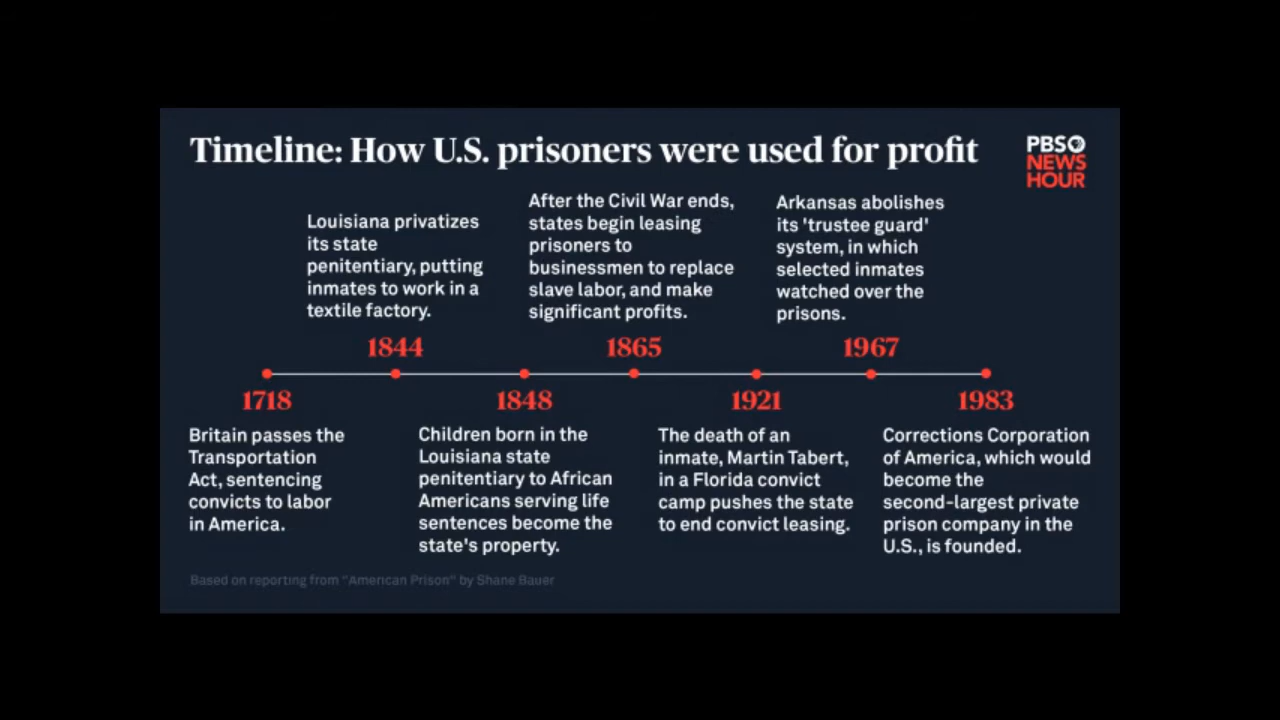 Timeline: How U.S. prisoners were used for profit
PBS
NEWS
HOUR
Louisiana privatizes
its state
penitentiary, putting
inmates to work in a
textile factory.
After the Civil War ends,
states begin leasing
prisoners to
businessmen to replace
slave labor, and make
significant profits.
Arkansas abolishes
its 'trustee guard'
system, in which
selected inmates
watched over the
prisons.
1844
1865
1967
1718
1848
1921
1983
Britain passes the
Transportation
Act, sentencing
convicts to labor
in America.
Children born in the
Louisiana state
penitentiary to African
Americans serving life
sentences become the
state's property.
The death of an
inmate, Martin Tabert,
in a Florida convict
camp pushes the state
to end convict leasing.
Corrections Corporation
of America, which would
become the
second-largest private
prison company in the
U.S., is founded.
Based on reporting from "American Prison" by Shane Bauer